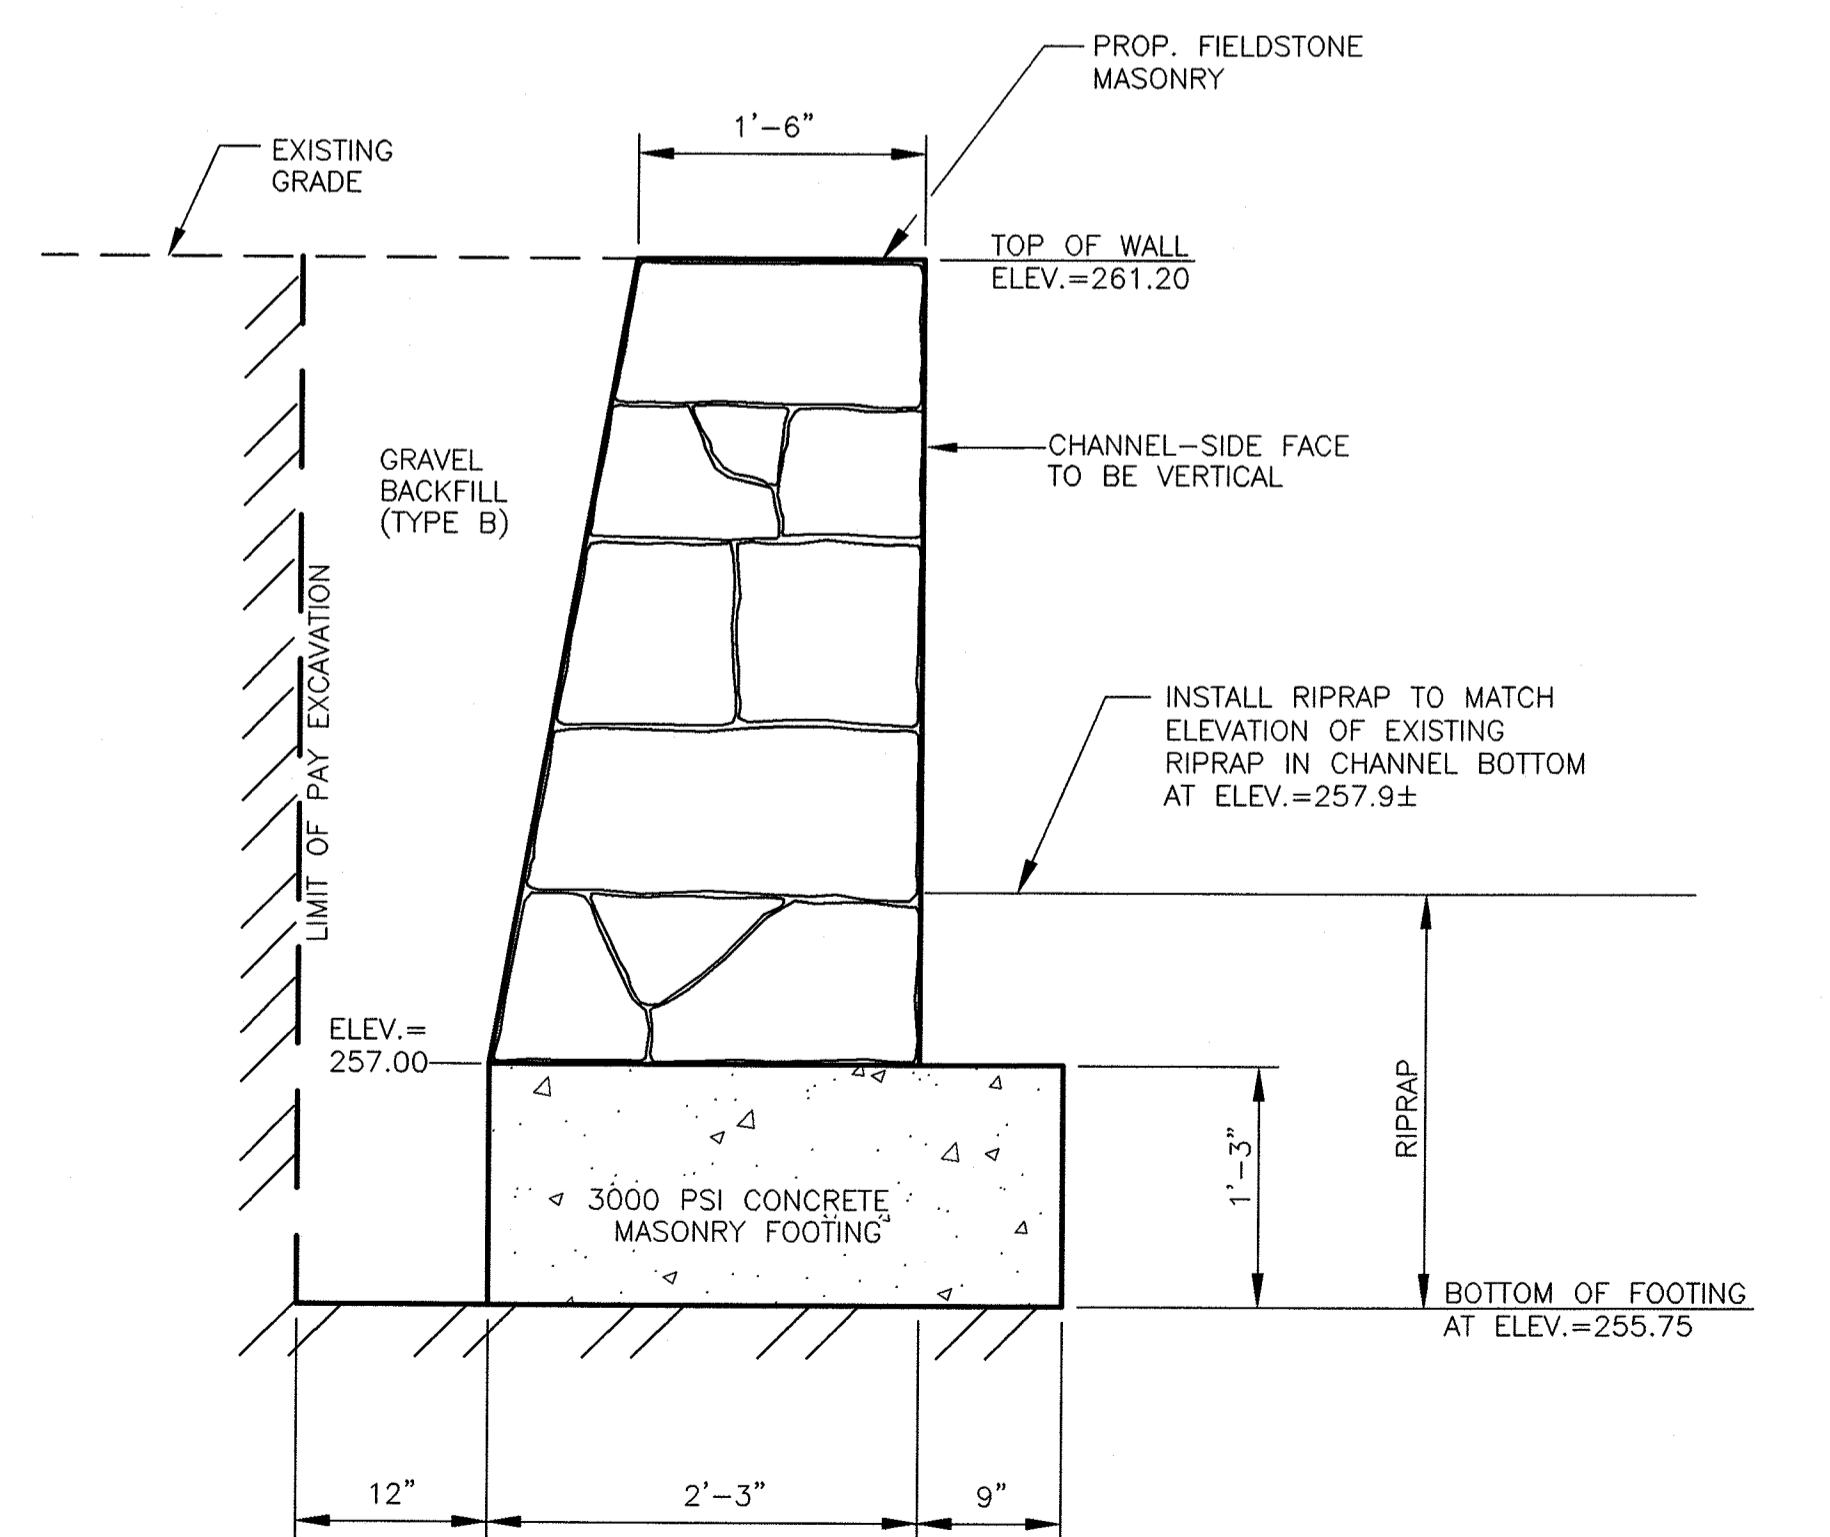 PROP. FIELDSTONE
MASONRY
1'-6"
EXISTING
GRADE
TOP OF WALL
ELEV.=261.20
CHANNEL-SIDE FACE
TO BE VERTICAL
GRAVEL
BACKFILL
(TYPE B)
LIMIT OF PAY EXCAVATION
INSTALL RIPRAP TO MATCH
ELEVATION OF EXISTING
RIPRAP IN CHANNEL BOTTOM
AT ELEV.=257.9±
ELEV.=
257.00
RIPRAP
1'-3"
3000 PSI CONCRETE
MASONRY FOOTING
BOTTOM OF FOOTING
AT ELEV.=255.75
12"
2'-3"
9"